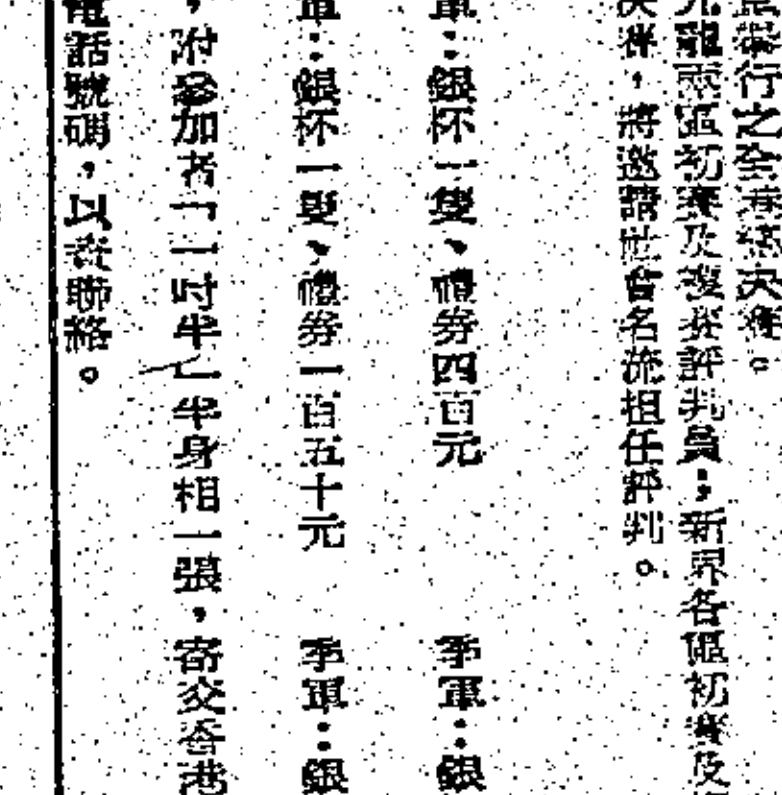 舉行之全港總決賽。
九龍兩區初賽及複賽評判員;新界各區初賽及
決賽,將邀請社會名流担任評判。
軍:銀杯一隻、禮券四百元 季軍:銀
軍:銀杯一隻、禮券一百五十元 季軍:銀
,附參加者「一吋半」半身相一張,寄交香港
電話號碼,以資聯絡。